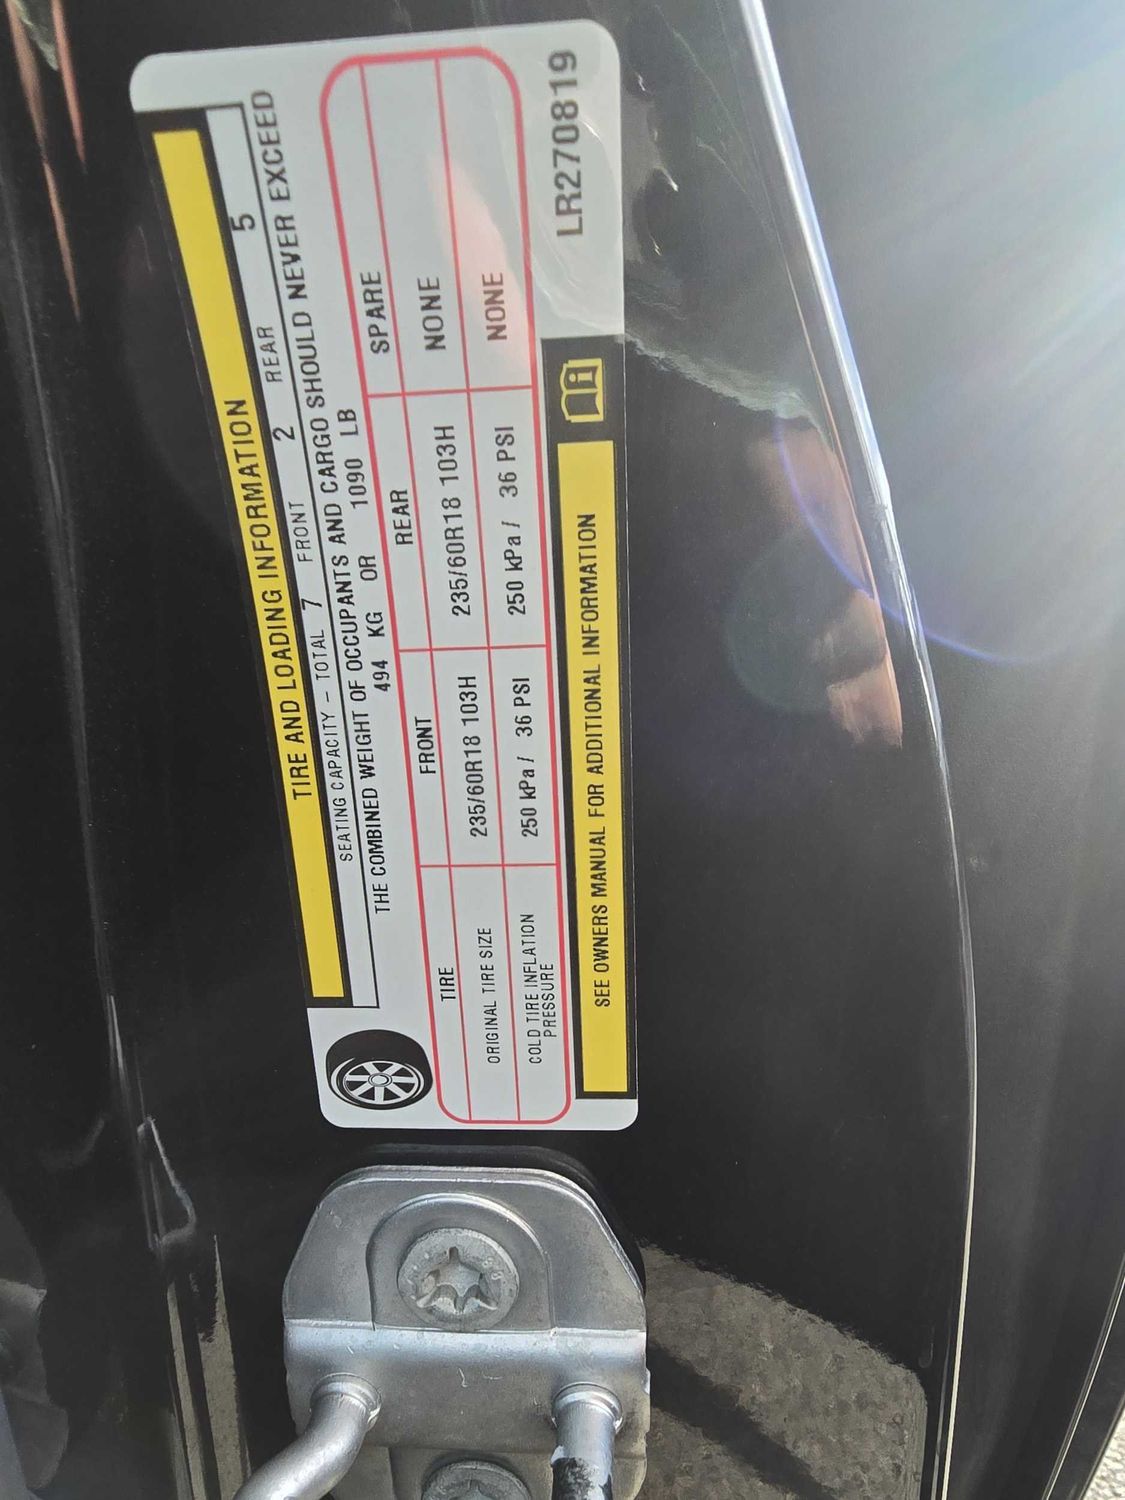 TIRE AND LOADING INFORMATION
SEATING CAPACITY – TOTAL 7 FRONT 2 REAR 5
THE COMBINED WEIGHT OF OCCUPANTS AND CARGO SHOULD NEVER EXCEED
494 KG OR 1090 LB
TIRE FRONT REAR SPARE
ORIGINAL TIRE SIZE 235/60R18 103H 235/60R18 103H NONE
COLD TIRE INFLATION
PRESSURE 250 kPa / 36 PSI 250 kPa / 36 PSI NONE
SEE OWNERS MANUAL FOR ADDITIONAL INFORMATION
LR270819